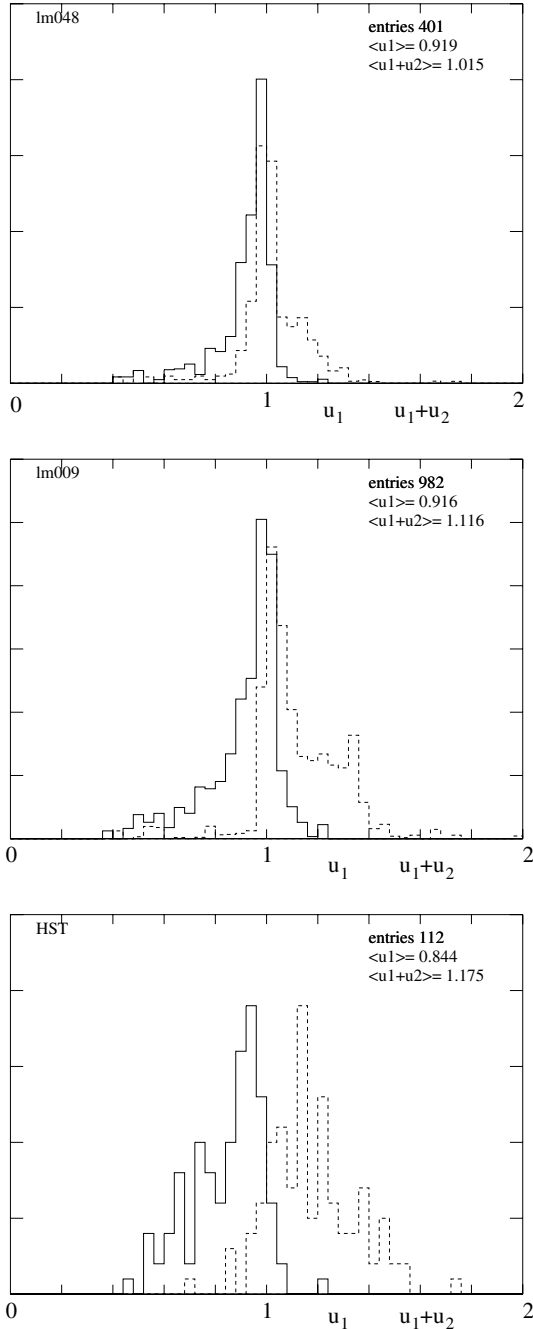 lm048
entries 401
<u1>= 0.919
<u1+u2>= 1.015
0 1 u₁ u₁+u₂ 2
lm009
entries 982
<u1>= 0.916
<u1+u2>= 1.116
0 1 u₁ u₁+u₂ 2
HST
entries 112
<u1>= 0.844
<u1+u2>= 1.175
0 1 u₁ u₁+u₂ 2